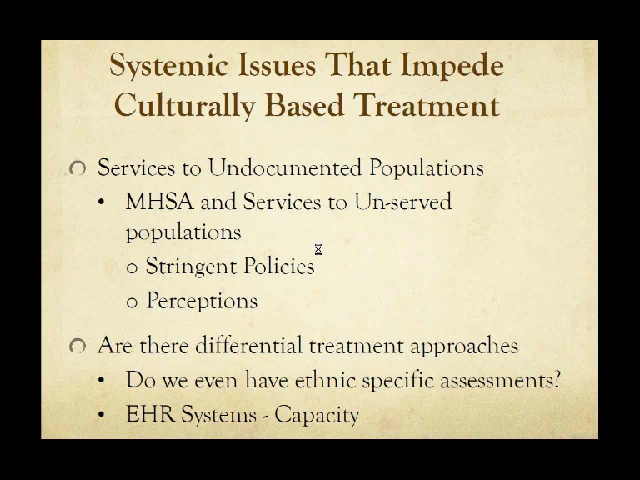 Systemic Issues That Impede
Culturally Based Treatment
Services to Undocumented Populations
• MHSA and Services to Un-served
populations
o Stringent Policies
o Perceptions
Are there differential treatment approaches
• Do we even have ethnic specific assessments?
• EHR Systems - Capacity